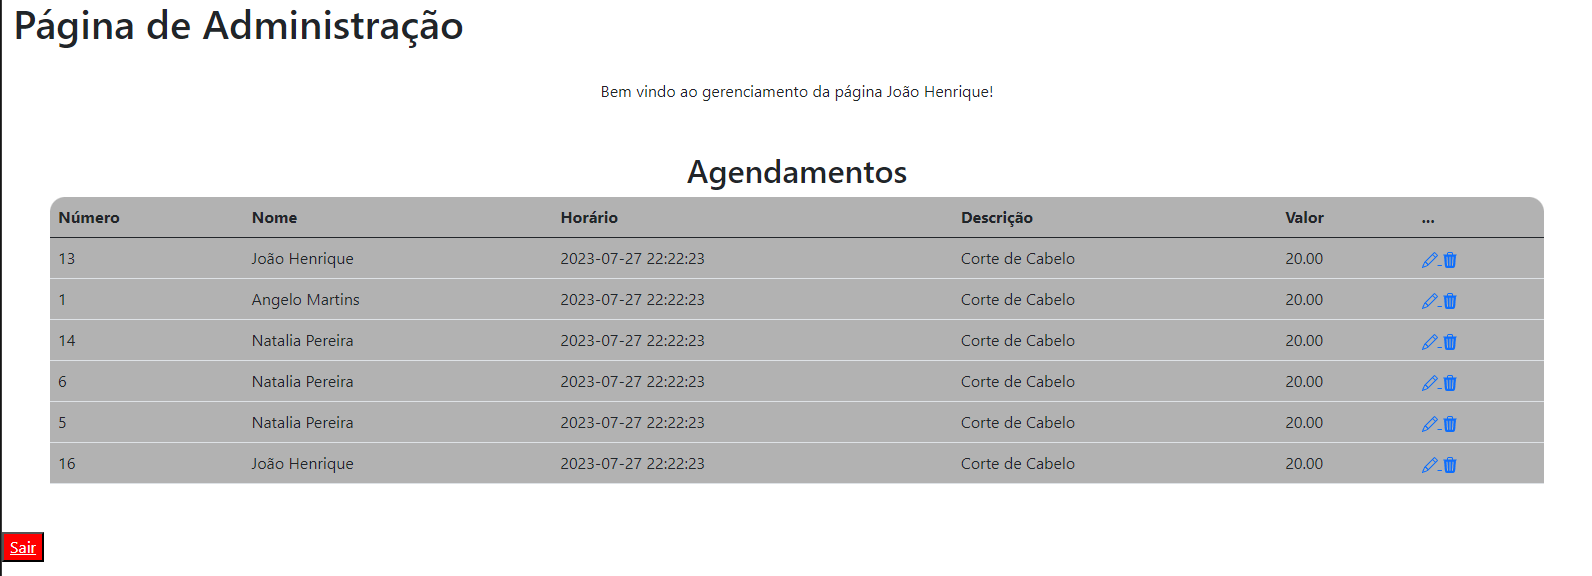 Página de Administração
Bem vindo ao gerenciamento da página João Henrique!
Agendamentos
Número Nome Horário Descrição Valor ...
13 João Henrique 2023-07-27 22:22:23 Corte de Cabelo 20.00
1 Angelo Martins 2023-07-27 22:22:23 Corte de Cabelo 20.00
14 Natalia Pereira 2023-07-27 22:22:23 Corte de Cabelo 20.00
6 Natalia Pereira 2023-07-27 22:22:23 Corte de Cabelo 20.00
5 Natalia Pereira 2023-07-27 22:22:23 Corte de Cabelo 20.00
16 João Henrique 2023-07-27 22:22:23 Corte de Cabelo 20.00
Sair